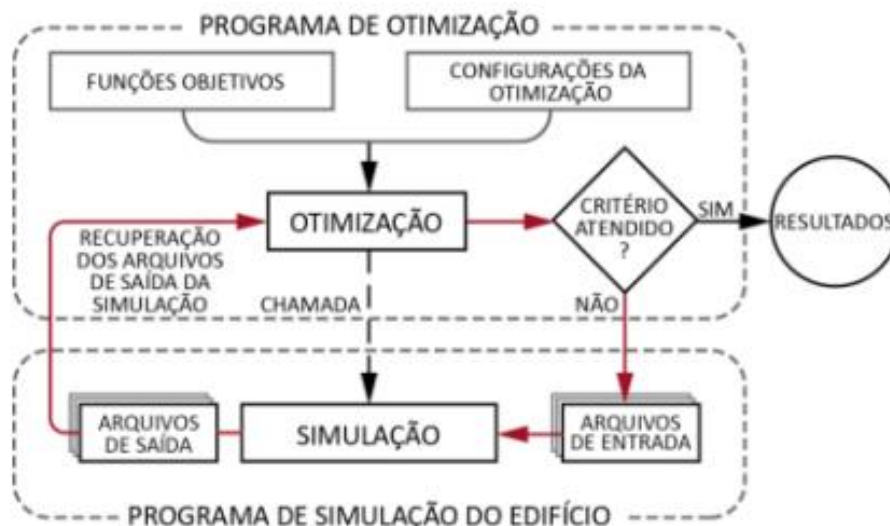 PROGRAMA DE OTIMIZAÇÃO
FUNÇÕES OBJETIVOS
CONFIGURAÇÕES DA
OTIMIZAÇÃO
OTIMIZAÇÃO
CRITÉRIO
ATENDIDO
?
SIM
RESULTADOS
RECUPERAÇÃO
DOS ARQUIVOS
DE SAÍDA DA
SIMULAÇÃO
CHAMADA
NÃO
ARQUIVOS
DE SAÍDA
SIMULAÇÃO
ARQUIVOS
DE ENTRADA
PROGRAMA DE SIMULAÇÃO DO EDIFÍCIO